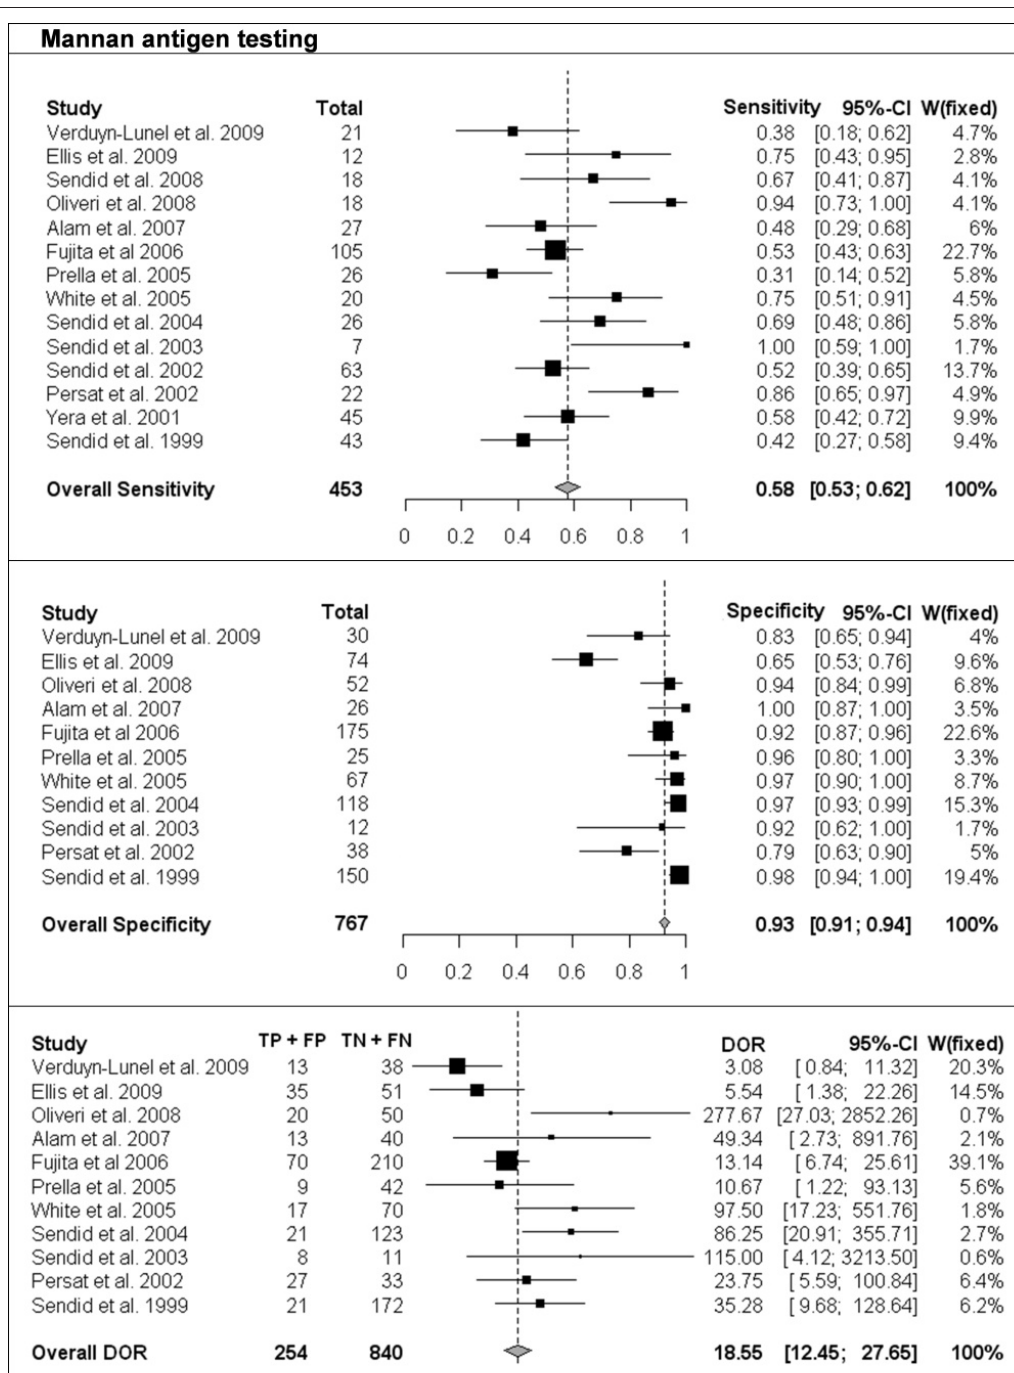 Mannan antigen testing
Study Total Sensitivity 95%-CI W(fixed)
Verduyn-Lunel et al. 2009 21 0.38 [0.18; 0.62] 4.7%
Ellis et al. 2009 12 0.75 [0.43; 0.95] 2.8%
Sendid et al. 2008 18 0.67 [0.41; 0.87] 4.1%
Oliveri et al. 2008 18 0.94 [0.73; 1.00] 4.1%
Alam et al. 2007 27 0.48 [0.29; 0.68] 6%
Fujita et al 2006 105 0.53 [0.43; 0.63] 22.7%
Prella et al. 2005 26 0.31 [0.14; 0.52] 5.8%
White et al. 2005 20 0.75 [0.51; 0.91] 4.5%
Sendid et al. 2004 26 0.69 [0.48; 0.86] 5.8%
Sendid et al. 2003 7 1.00 [0.59; 1.00] 1.7%
Sendid et al. 2002 63 0.52 [0.39; 0.65] 13.7%
Persat et al. 2002 22 0.86 [0.65; 0.97] 4.9%
Yera et al. 2001 45 0.58 [0.42; 0.72] 9.9%
Sendid et al. 1999 43 0.42 [0.27; 0.58] 9.4%
Overall Sensitivity 453 0.58 [0.53; 0.62] 100%
0 0.2 0.4 0.6 0.8 1
Study Total Specificity 95%-CI W(fixed)
Verduyn-Lunel et al. 2009 30 0.83 [0.65; 0.94] 4%
Ellis et al. 2009 74 0.65 [0.53; 0.76] 9.6%
Oliveri et al. 2008 52 0.94 [0.84; 0.99] 6.8%
Alam et al. 2007 26 1.00 [0.87; 1.00] 3.5%
Fujita et al 2006 175 0.92 [0.87; 0.96] 22.6%
Prella et al. 2005 25 0.96 [0.80; 1.00] 3.3%
White et al. 2005 67 0.97 [0.90; 1.00] 8.7%
Sendid et al. 2004 118 0.97 [0.93; 0.99] 15.3%
Sendid et al. 2003 12 0.92 [0.62; 1.00] 1.7%
Persat et al. 2002 38 0.79 [0.63; 0.90] 5%
Sendid et al. 1999 150 0.98 [0.94; 1.00] 19.4%
Overall Specificity 767 0.93 [0.91; 0.94] 100%
0 0.2 0.4 0.6 0.8 1
Study TP + FP TN + FN DOR 95%-CI W(fixed)
Verduyn-Lunel et al. 2009 13 38 3.08 [ 0.84; 11.32] 20.3%
Ellis et al. 2009 35 51 5.54 [ 1.38; 22.26] 14.5%
Oliveri et al. 2008 20 50 277.67 [27.03; 2852.26] 0.7%
Alam et al. 2007 13 40 49.34 [ 2.73; 891.76] 2.1%
Fujita et al 2006 70 210 13.14 [ 6.74; 25.61] 39.1%
Prella et al. 2005 9 42 10.67 [ 1.22; 93.13] 5.6%
White et al. 2005 17 70 97.50 [17.23; 551.76] 1.8%
Sendid et al. 2004 21 123 86.25 [20.91; 355.71] 2.7%
Sendid et al. 2003 8 11 115.00 [ 4.12; 3213.50] 0.6%
Persat et al. 2002 27 33 23.75 [ 5.59; 100.84] 6.4%
Sendid et al. 1999 21 172 35.28 [ 9.68; 128.64] 6.2%
Overall DOR 254 840 18.55 [12.45; 27.65] 100%